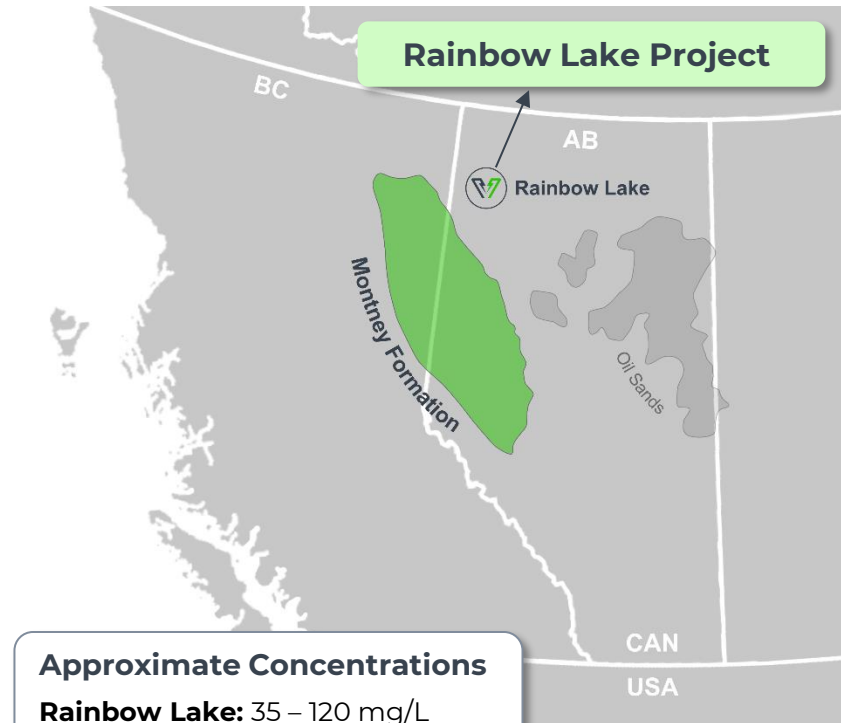 Rainbow Lake Project
BC
AB
Rainbow Lake
Montney Formation
Oil Sands
CAN
USA
Approximate Concentrations
Rainbow Lake: 35 – 120 mg/L